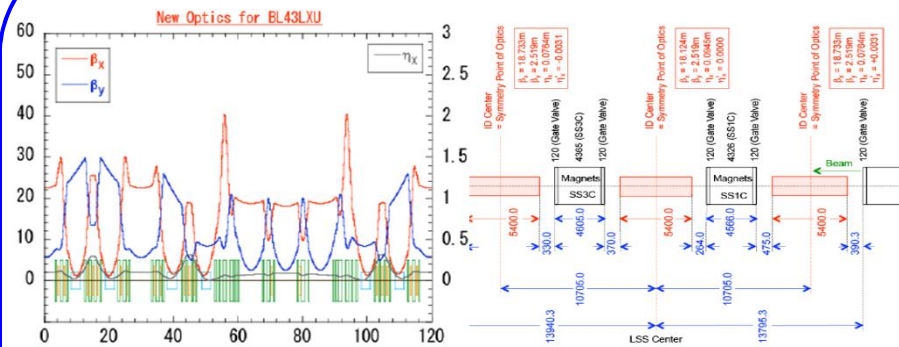 New Optics for BL43LXU
60
50
40
30
20
10
0
βx
βy
ηx
3
2.5
2
1.5
1
0.5
0
0 20 40 60 80 100 120
ID Center
= Symmetry Point of Optics
βx = 18.733m
βy = 2.519m
ηx = 0.0764m
η'x = -0.0031
120 (Gate Valve)
4365 (SS3C)
120 (Gate Valve)
ID Center
= Symmetry Point of Optics
βx = 18.124m
βy = 2.519m
ηx = 0.0945m
η'x = 0.0000
120 (Gate Valve)
4326 (SS1C)
120 (Gate Valve)
ID Center
= Symmetry Point of Optics
βx = 18.733m
βy = 2.519m
ηx = 0.0764m
η'x = +0.0031
120 (Gate Valve)
Beam
Magnets
SS3C
Magnets
SS1C
5400.0
330.0
4605.0
370.0
5400.0
264.0
4566.0
475.0
5400.0
390.3
10705.0
10705.0
13940.3
13795.3
LSS Center